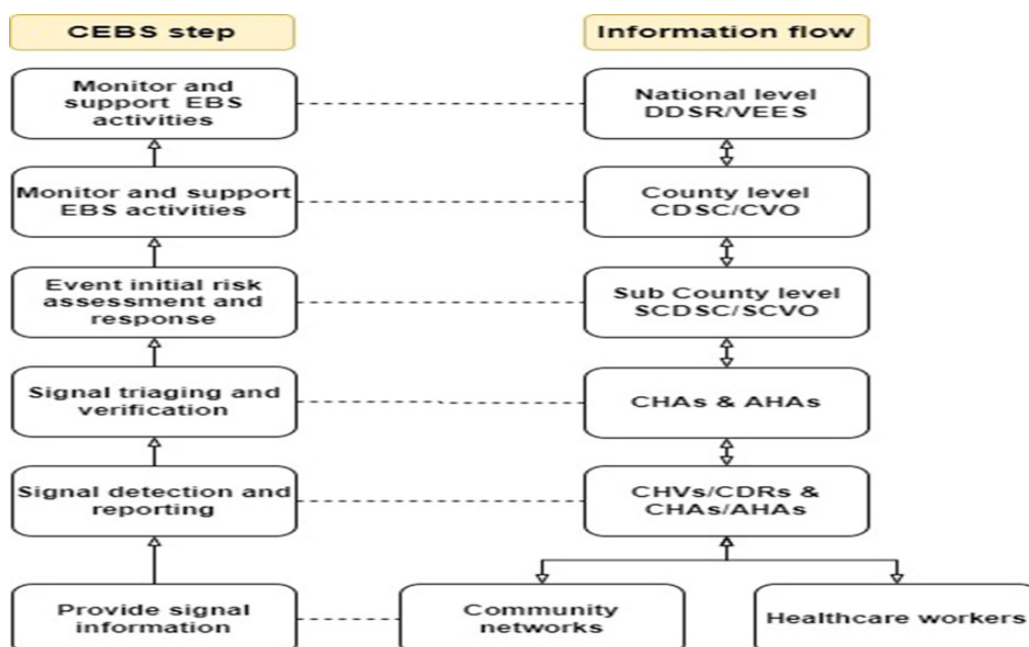 CEBS step
Information flow
Monitor and
support EBS
activities
National level
DDSR/VEES
Monitor and support
EBS activities
County level
CDSC/CVO
Event initial risk
assessment and
response
Sub County level
SCDSC/SCVO
Signal triaging and
verification
CHAs & AHAs
Signal detection and
reporting
CHVs/CDRs &
CHAs/AHAs
Provide signal
information
Community
networks
Healthcare workers